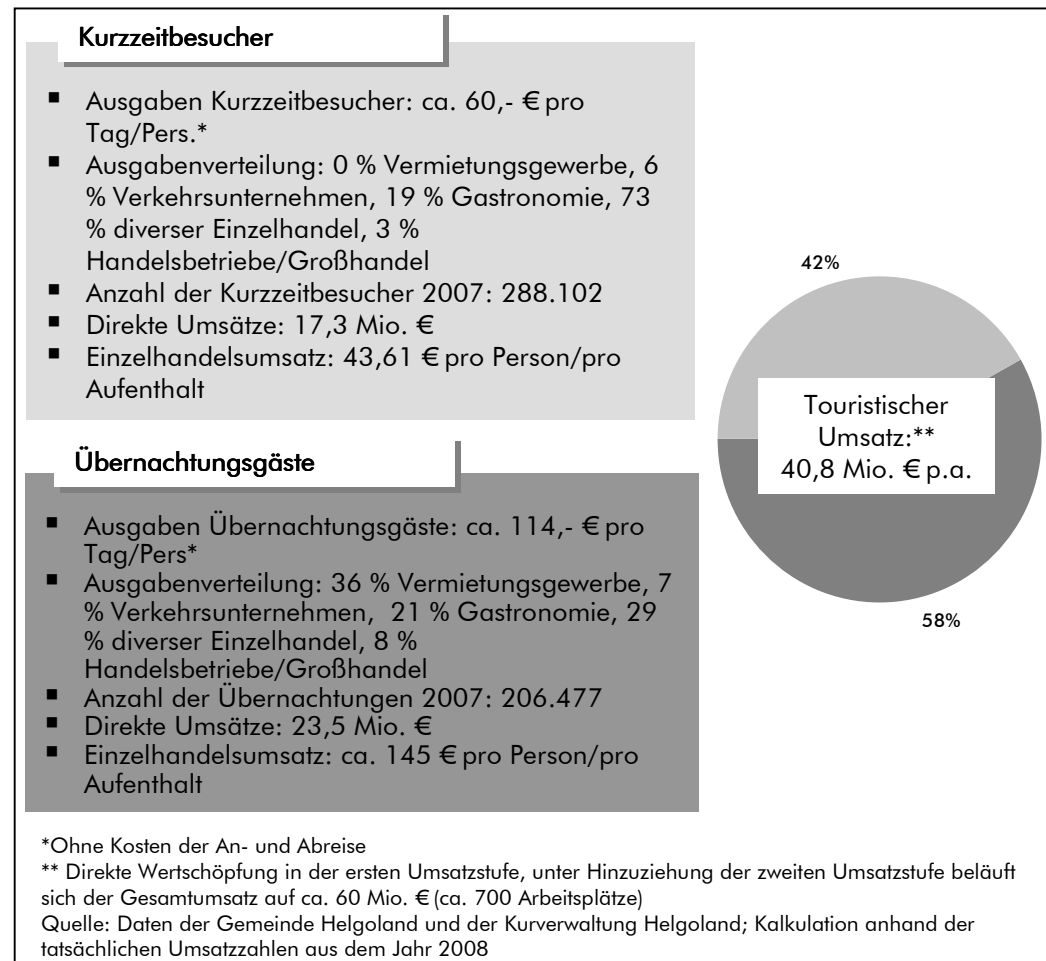 Kurzzeitbesucher
▪ Ausgaben Kurzzeitbesucher: ca. 60,- € pro
Tag/Pers.*
▪ Ausgabenverteilung: 0 % Vermietungsgewerbe, 6
% Verkehrsunternehmen, 19 % Gastronomie, 73
% diverser Einzelhandel, 3 %
Handelsbetriebe/Großhandel
▪ Anzahl der Kurzzeitbesucher 2007: 288.102
▪ Direkte Umsätze: 17,3 Mio. €
▪ Einzelhandelsumsatz: 43,61 € pro Person/pro
Aufenthalt
Übernachtungsgäste
▪ Ausgaben Übernachtungsgäste: ca. 114,- € pro
Tag/Pers*
▪ Ausgabenverteilung: 36 % Vermietungsgewerbe, 7
% Verkehrsunternehmen, 21 % Gastronomie, 29
% diverser Einzelhandel, 8 %
Handelsbetriebe/Großhandel
▪ Anzahl der Übernachtungen 2007: 206.477
▪ Direkte Umsätze: 23,5 Mio. €
▪ Einzelhandelsumsatz: ca. 145 € pro Person/pro
Aufenthalt
42%
Touristischer
Umsatz:**
40,8 Mio. € p.a.
58%
*Ohne Kosten der An- und Abreise
** Direkte Wertschöpfung in der ersten Umsatzstufe, unter Hinzuziehung der zweiten Umsatzstufe beläuft
sich der Gesamtumsatz auf ca. 60 Mio. € (ca. 700 Arbeitsplätze)
Quelle: Daten der Gemeinde Helgoland und der Kurverwaltung Helgoland; Kalkulation anhand der
tatsächlichen Umsatzzahlen aus dem Jahr 2008